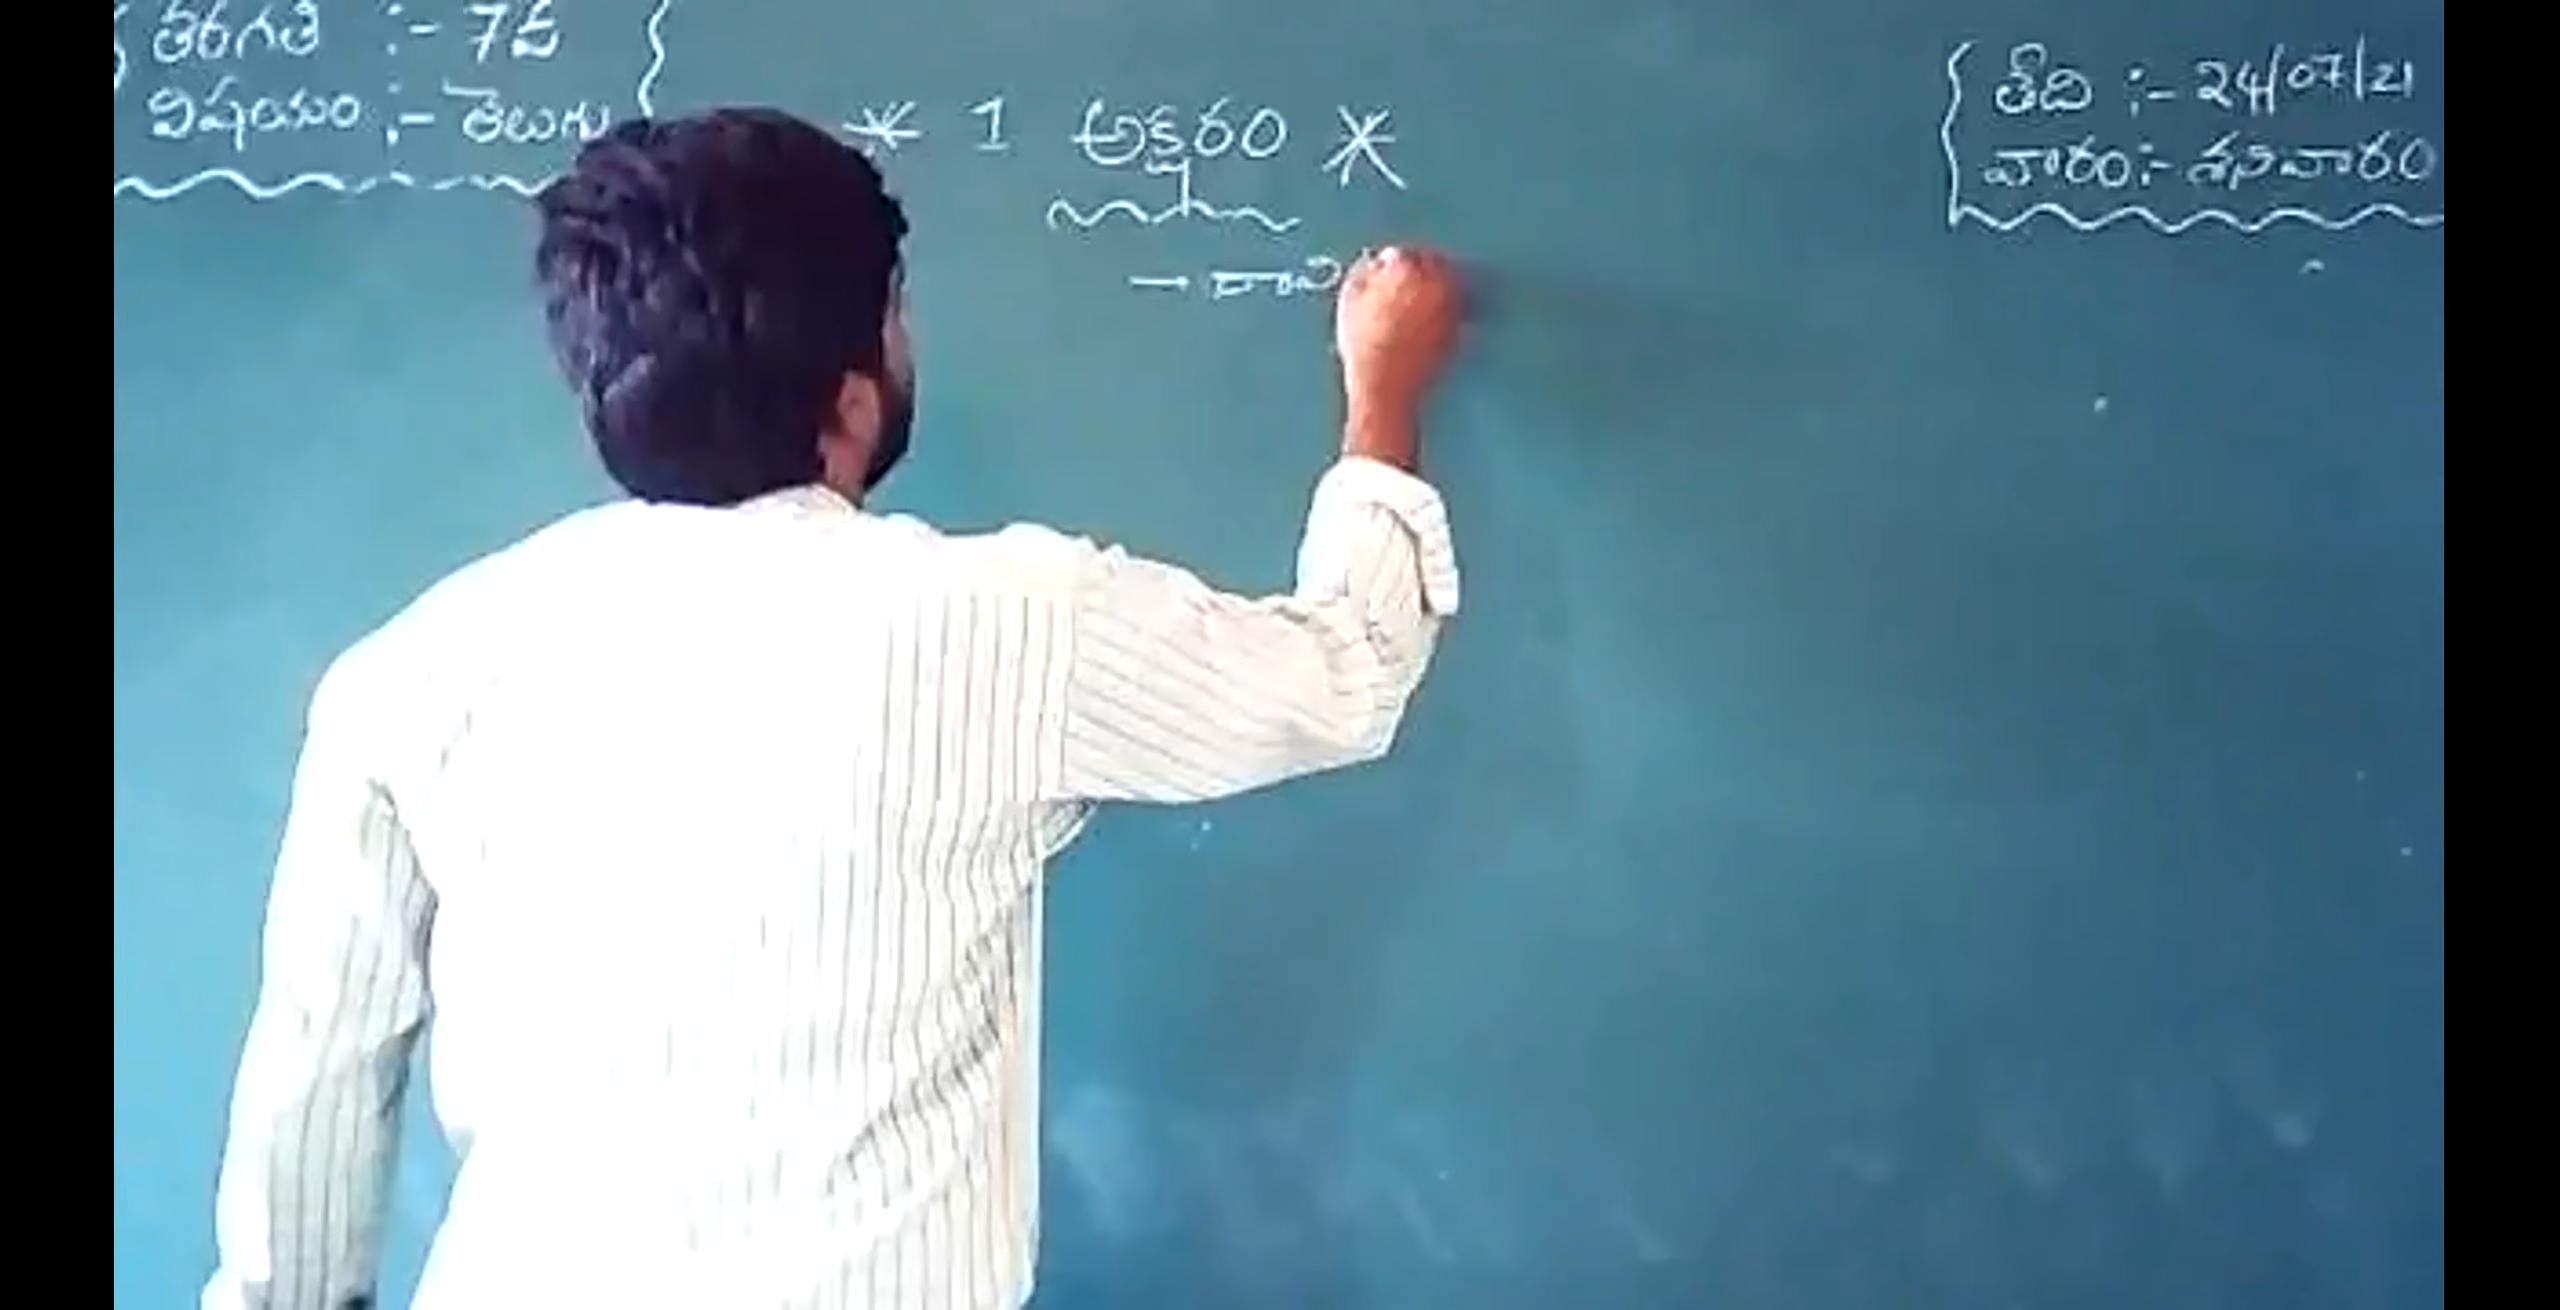 తరగతి :- 7వ
విషయం :- తెలుగు
* 1 అక్షరం *
తేది :- 24/07/21
వారం:- శనివారం